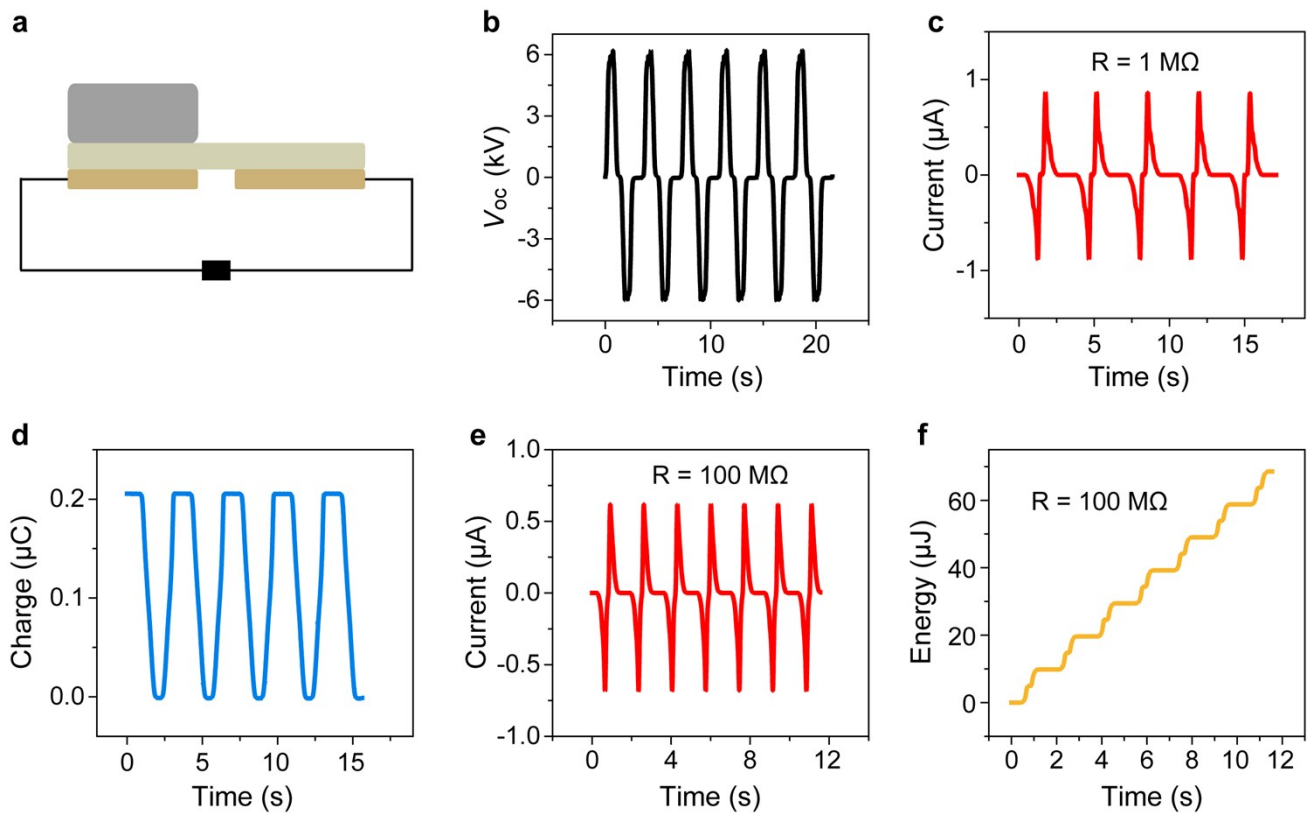 a
b
6
3
0
-3
-6
V_oc (kV)
0
10
20
Time (s)
c
R = 1 MΩ
1
0
-1
Current (µA)
0
5
10
15
Time (s)
d
0.2
0.1
0.0
Charge (µC)
0
5
10
15
Time (s)
e
R = 100 MΩ
1.0
0.5
0.0
-0.5
-1.0
Current (µA)
0
4
8
12
Time (s)
f
R = 100 MΩ
60
40
20
0
Energy (µJ)
0
2
4
6
8
10
12
Time (s)